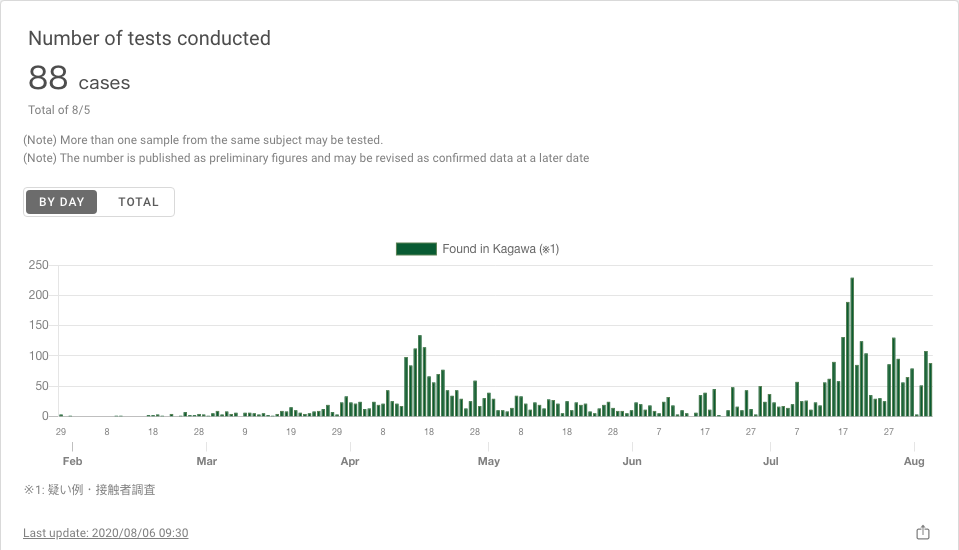 Number of tests conducted
88 cases
Total of 8/5
(Note) More than one sample from the same subject may be tested.
(Note) The number is published as preliminary figures and may be revised as confirmed data at a later date
BY DAY TOTAL
Found in Kagawa (※1)
250
200
150
100
50
0
29 8 18 28 9 19 29 8 18 28 8 18 28 7 17 27 7 17 27
Feb Mar Apr May Jun Jul Aug
※1: 疑い例・接触者調査
Last update: 2020/08/06 09:30